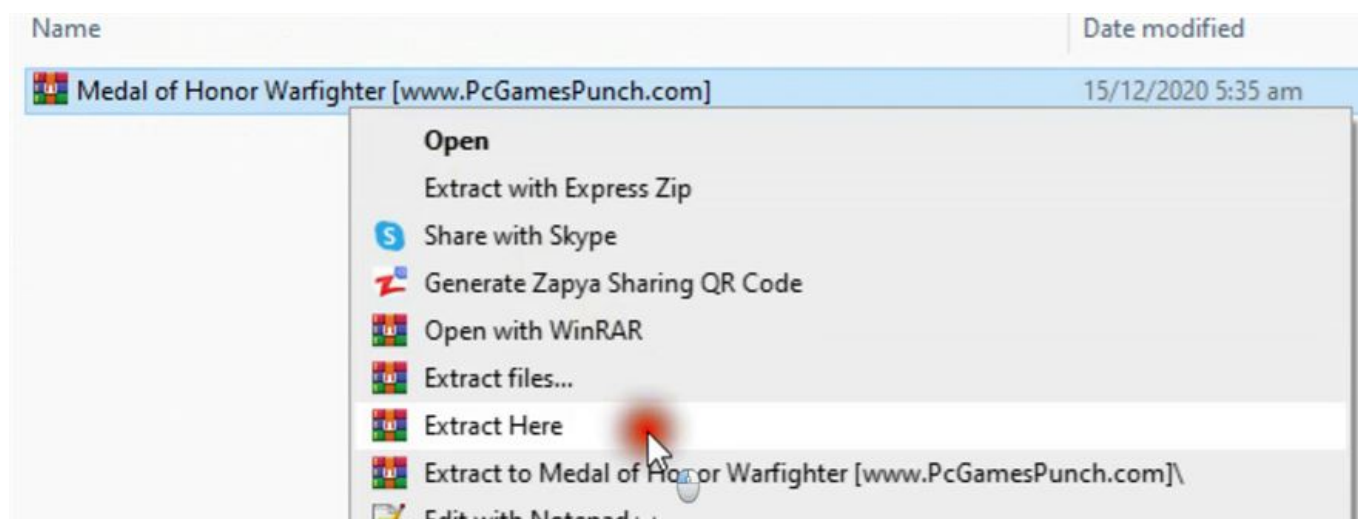 Name Date modified
Medal of Honor Warfighter [www.PcGamesPunch.com] 15/12/2020 5:35 am
Open
Extract with Express Zip
Share with Skype
Generate Zapya Sharing QR Code
Open with WinRAR
Extract files...
Extract Here
Extract to Medal of Honor Warfighter [www.PcGamesPunch.com]\
Edit with